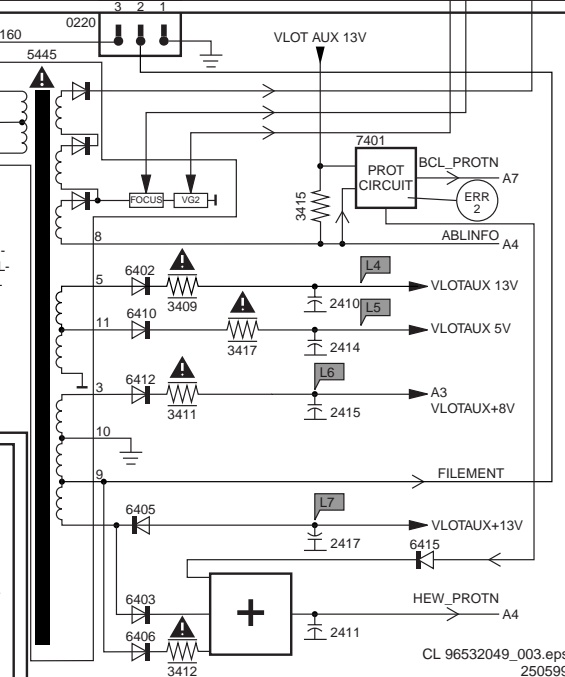 3 2 1
0220
160
VLOT AUX 13V
5445
7401
PROT
CIRCUIT
BCL_PROTN
A7
FOCUS
VG2
3415
ERR
2
8
ABLINFO
A4
L-
5
6402
3409
2410
L4
VLOTAUX 13V
11
6410
3417
2414
L5
VLOTAUX 5V
3
6412
3411
2415
L6
A3
VLOTAUX+8V
10
9
FILEMENT
6405
L7
2417
VLOTAUX+13V
6415
6403
+
2411
HEW_PROTN
A4
6406
3412
CL 96532049_003.eps
250599